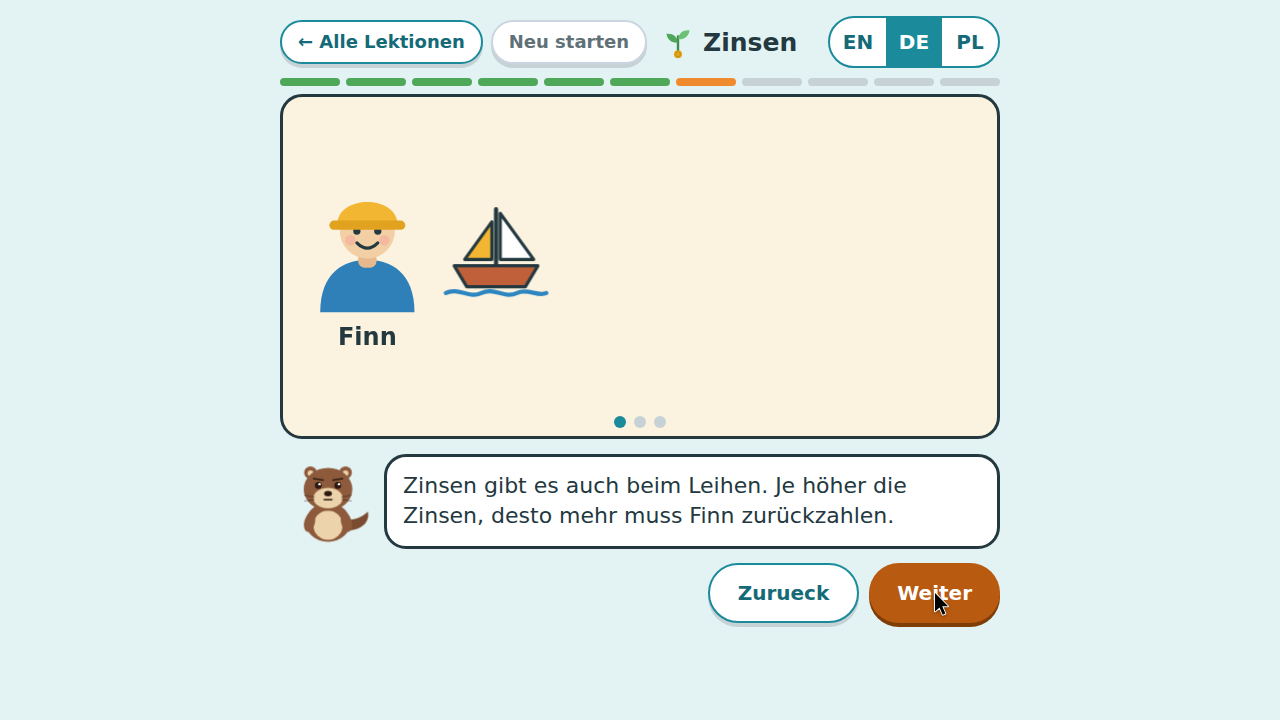 ← Alle Lektionen
Neu starten
Zinsen
EN
DE
PL
Finn
Zinsen gibt es auch beim Leihen. Je höher die
Zinsen, desto mehr muss Finn zurückzahlen.
Zurueck
Weiter